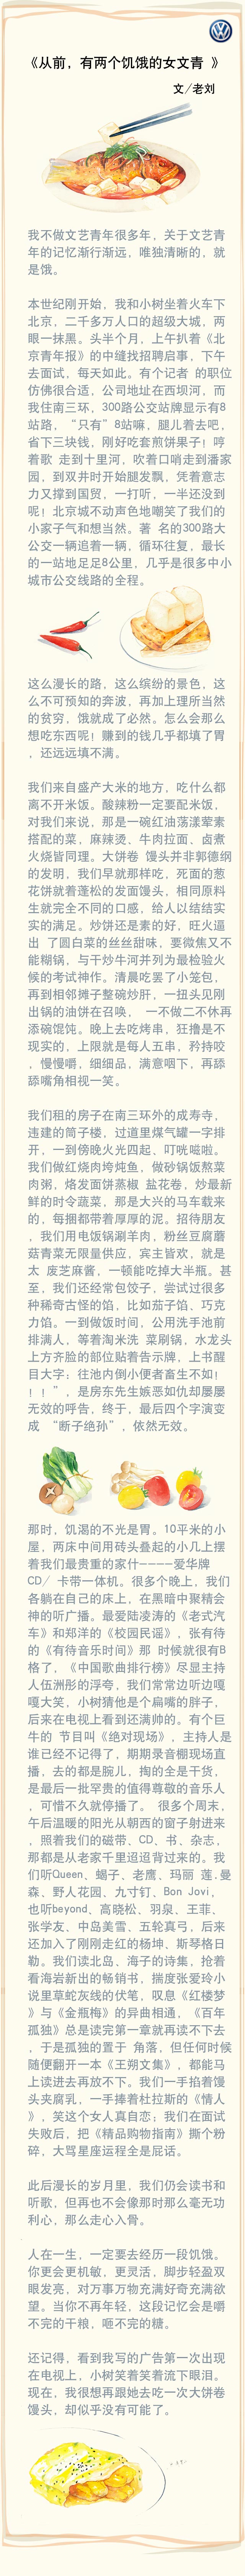 《从前，有两个饥饿的女文青 》
文/老刘
我不做文艺青年很多年，关于文艺青
年的记忆渐行渐远，唯独清晰的，就
是饿。
本世纪刚开始，我和小树坐着火车下
北京，二千多万人口的超级大城，两
眼一抹黑。头半个月，上午扒着《北
京青年报》的中缝找招聘启事，下午
去面试，每天如此。有个记者 的职位
仿佛很合适，公司地址在西坝河，而
我住南三环，300路公交站牌显示有8
站路，“只有”8站嘛，腿儿着去吧，
省下三块钱，刚好吃套煎饼果子！哼
着歌 走到十里河，吹着口哨走到潘家
园，到双井时开始腿发飘，凭着意志
力又撑到国贸，一打听，一半还没到
呢！北京城不动声色地嘲笑了我们的
小家子气和想当然。著 名的300路大
公交一辆追着一辆，循环往复，最长
的一站地足足8公里，几乎是很多中小
城市公交线路的全程。
这么漫长的路，这么缤纷的景色，这
么不可预知的奔波，再加上理所当然
的贫穷，饿就成了必然。怎么会那么
想吃东西呢！赚到的钱几乎都填了胃
，还远远填不满。
我们来自盛产大米的地方，吃什么都
离不开米饭。酸辣粉一定要配米饭，
对我们来说，那是一碗红油荡漾荤素
搭配的菜，麻辣烫、牛肉拉面、卤煮
火烧皆同理。大饼卷 馒头并非郭德纲
的发明，我们早就那样吃，死面的葱
花饼就着蓬松的发面馒头，相同原料
生就完全不同的口感，给人以结结实
实的满足。炒饼还是素的好，旺火逼
出 了圆白菜的丝丝甜味，要微焦又不
能糊锅，与干炒牛河并列为最检验火
候的考试神作。清晨吃罢了小笼包，
再到相邻摊子整碗炒肝，一扭头见刚
出锅的油饼在召唤， 一不做二不休再
添碗馄饨。晚上去吃烤串，狂撸是不
现实的，上限就是每人五串，矜持咬
，慢慢嚼，细细品，满意咽下，再舔
舔嘴角相视一笑。
我们租的房子在南三环外的成寿寺，
违建的筒子楼，过道里煤气罐一字排
开，一到傍晚火光四起、叮咣嗞啦。
我们做红烧肉垮炖鱼，做砂锅饭熬菜
肉粥，烙发面饼蒸椒 盐花卷，炒最新
鲜的时令蔬菜，那是大兴的马车载来
的，每捆都带着厚厚的泥。招待朋友
，我们用电饭锅涮羊肉，粉丝豆腐蘑
菇青菜无限量供应，宾主皆欢，就是
太 废芝麻酱，一顿能吃掉大半瓶。甚
至，我们还经常包饺子，尝试过很多
种稀奇古怪的馅，比如茄子馅、巧克
力馅。一到做饭时间，公用洗手池前
排满人，等着淘米洗 菜刷锅，水龙头
上方齐脸的部位贴着告示牌，上书醒
目大字：往池内倒小便者畜生不如！
！！”，是房东先生嫉恶如仇却屡屡
无效的呼告，终于，最后四个字演变
成 “断子绝孙”，依然无效。
那时，饥渴的不光是胃。10平米的小
屋，两床中间用砖头叠起的小几上摆
着我们最贵重的家什————爱华牌
CD/ 卡带一体机。很多个晚上，我们
各躺在自己的床上，在黑暗中聚精会
神的听广播。最爱陆凌涛的《老式汽
车》和郑洋的《校园民谣》，张有待
的《有待音乐时间》那 时候就很有B
格了，《中国歌曲排行榜》尽显主持
人伍洲彤的浮夸，我们常常边听边嘎
嘎大笑，小树猜他是个扁嘴的胖子，
后来在电视上看到还满帅的。有个巨
牛的 节目叫《绝对现场》，主持人是
谁已经不记得了，期期录音棚现场直
播，去的都是腕儿，掏的全是干货，
是最后一批罕贵的值得尊敬的音乐人
，可惜不久就停播了。 很多个周末，
午后温暖的阳光从朝西的窗子射进来
，照着我们的磁带、CD、书、杂志，
那都是从老家千里迢迢背过来的。我
们听Queen、蝎子、老鹰、玛丽 莲.曼
森、野人花园、九寸钉、Bon Jovi，
也听beyond、高晓松、羽泉、王菲、
张学友、中岛美雪、五轮真弓，后来
还加入了刚刚走红的杨坤、斯琴格日
勒。我们读北岛、海子的诗集，抢着
看海岩新出的畅销书，揣度张爱玲小
说里草蛇灰线的伏笔，叹息《红楼梦
》与《金瓶梅》的异曲相通，《百年
孤独》总是读完第一章就再读不下去
，于是孤独的置于 角落，但任何时候
随便翻开一本《王朔文集》，都能马
上读进去再放不下。我们一手掐着馒
头夹腐乳，一手捧着杜拉斯的《情人
》，笑这个女人真自恋；我们在面试
失败后，把《精品购物指南》撕个粉
碎，大骂星座运程全是屁话。
此后漫长的岁月里，我们仍会读书和
听歌，但再也不会像那时那么毫无功
利心，那么走心入骨。
人在一生，一定要去经历一段饥饿。
你更会更机敏，更灵活，脚步轻盈双
眼发亮，对万事万物充满好奇充满欲
望。当你不再年轻，这段记忆会是嚼
不完的干粮，咂不完的糖。
还记得，看到我写的广告第一次出现
在电视上，小树笑着笑着流下眼泪。
现在，我很想再跟她去吃一次大饼卷
馒头，却似乎没有可能了。